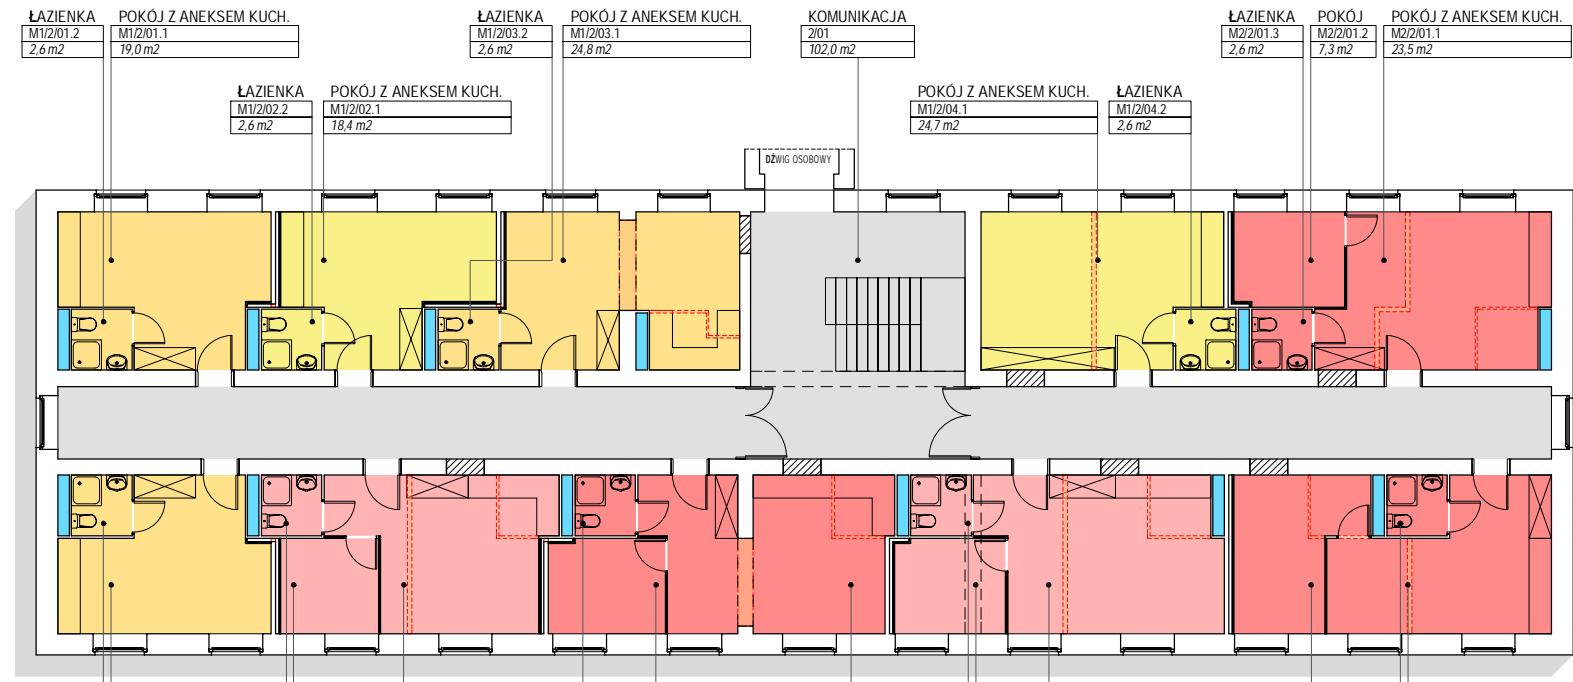 ŁAZIENKA
M1/2/01.2
2,6 m2
POKÓJ Z ANEKSEM KUCH.
M1/2/01.1
19,0 m2
ŁAZIENKA
M1/2/03.2
2,6 m2
POKÓJ Z ANEKSEM KUCH.
M1/2/03.1
24,8 m2
KOMUNIKACJA
2/01
102,0 m2
ŁAZIENKA
M2/2/01.3
2,6 m2
POKÓJ
M2/2/01.2
7,3 m2
POKÓJ Z ANEKSEM KUCH.
M2/2/01.1
23,5 m2
ŁAZIENKA
M1/2/02.2
2,6 m2
POKÓJ Z ANEKSEM KUCH.
M1/2/02.1
18,4 m2
POKÓJ Z ANEKSEM KUCH.
M1/2/04.1
24,7 m2
ŁAZIENKA
M1/2/04.2
2,6 m2
DŹWIG OSOBOWY